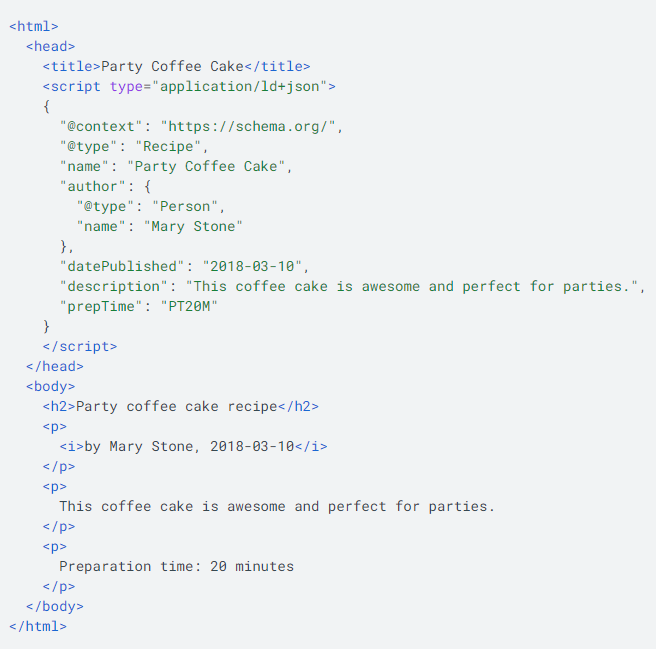 <html>
<head>
<title>Party Coffee Cake</title>
<script type="application/ld+json">
{
"@context": "https://schema.org/",
"@type": "Recipe",
"name": "Party Coffee Cake",
"author": {
"@type": "Person",
"name": "Mary Stone"
},
"datePublished": "2018-03-10",
"description": "This coffee cake is awesome and perfect for parties.",
"prepTime": "PT20M"
}
</script>
</head>
<body>
<h2>Party coffee cake recipe</h2>
<p>
<i>by Mary Stone, 2018-03-10</i>
</p>
<p>
This coffee cake is awesome and perfect for parties.
</p>
<p>
Preparation time: 20 minutes
</p>
</body>
</html>